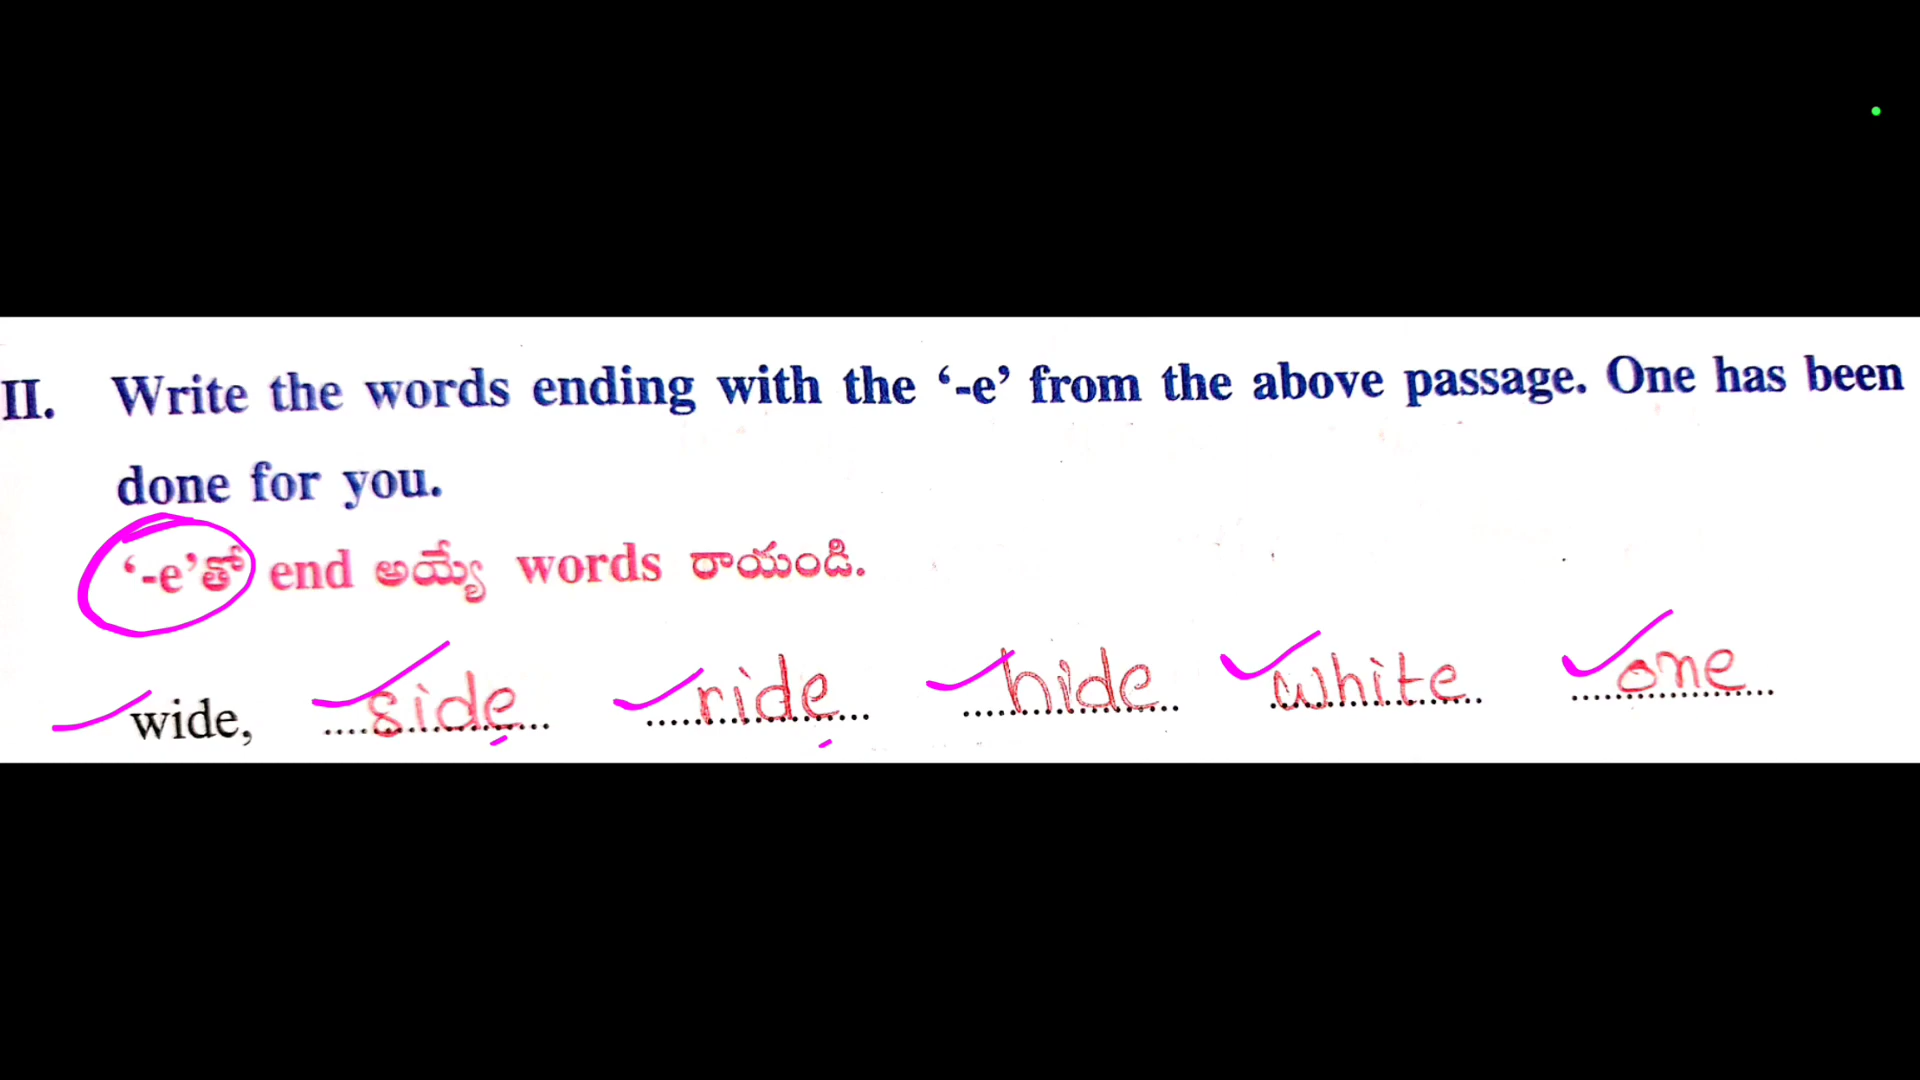 II. Write the words ending with the ‘-e’ from the above passage. One has been
done for you.
‘-e’తో end అయ్యే words రాయండి.
wide, side ride hide white one